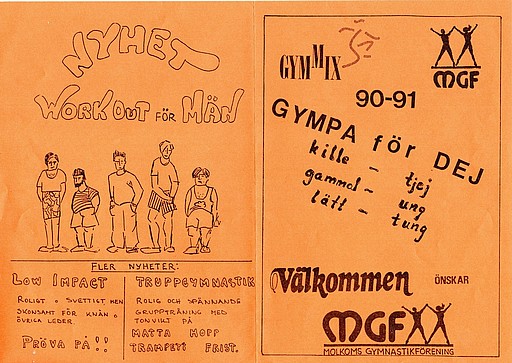 NYHET
WORKOUT FÖR MÄN
FLER NYHETER:
LOW IMPACT
ROLIGT O SVETTIGT MEN
SKONSAMT FÖR KNÄN O
ÖVRIGA LEDER.
PRÖVA PÅ!!
TRUPPGYMNASTIK
ROLIG OCH SPÄNNANDE
GRUPPTRÄNING MED
TONVIKT PÅ
MATTA HOPP
TRAMPETT FRIST.
GYMMIX
MGF
90-91
GYMPA för DEJ
kille - tjej
gammal - ung
lätt - tung
Välkommen ÖNSKAR
MGF
MOLKOMS GYMNASTIKFÖRENING